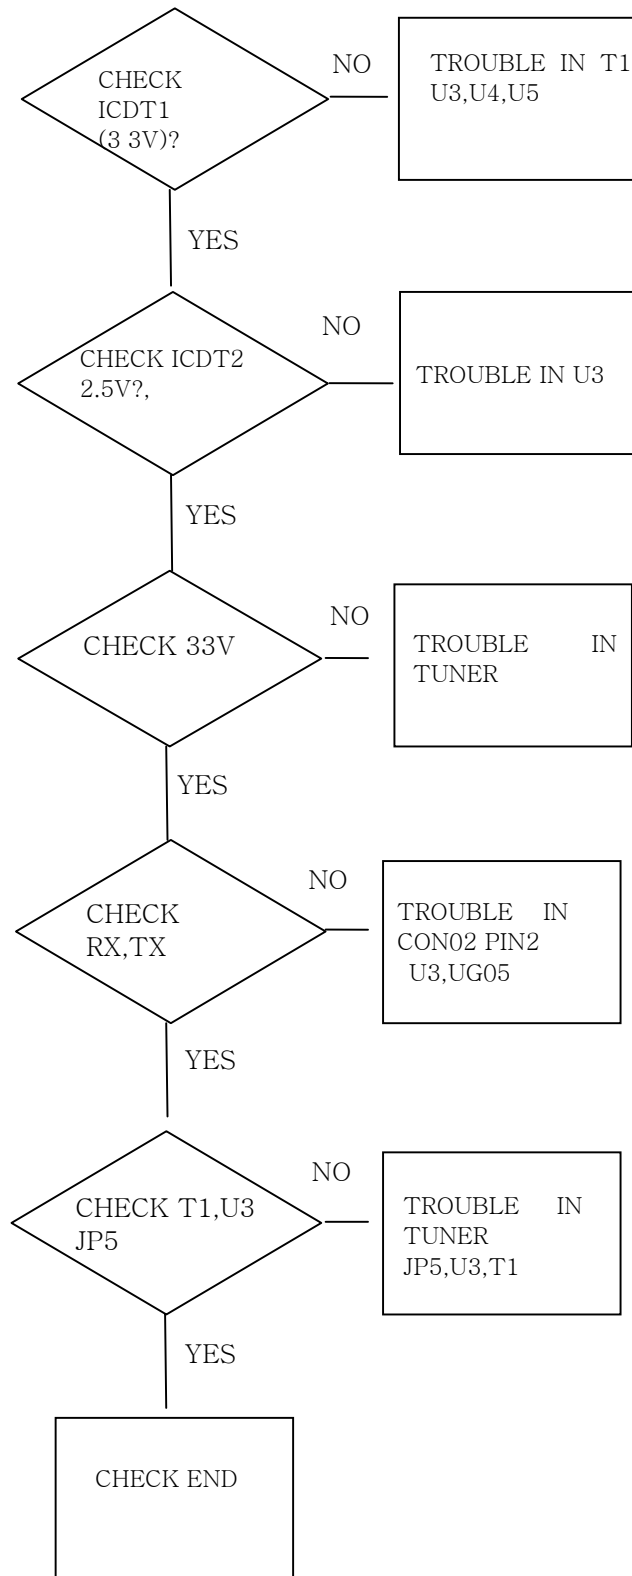 CHECK
ICDT1
(3 3V)?
NO
TROUBLE IN T1
U3,U4,U5
YES
CHECK ICDT2
2.5V?,
NO
TROUBLE IN U3
YES
CHECK 33V
NO
TROUBLE IN
TUNER
YES
CHECK
RX,TX
NO
TROUBLE IN
CON02 PIN2
U3,UG05
YES
CHECK T1,U3
JP5
NO
TROUBLE IN
TUNER
JP5,U3,T1
YES
CHECK END